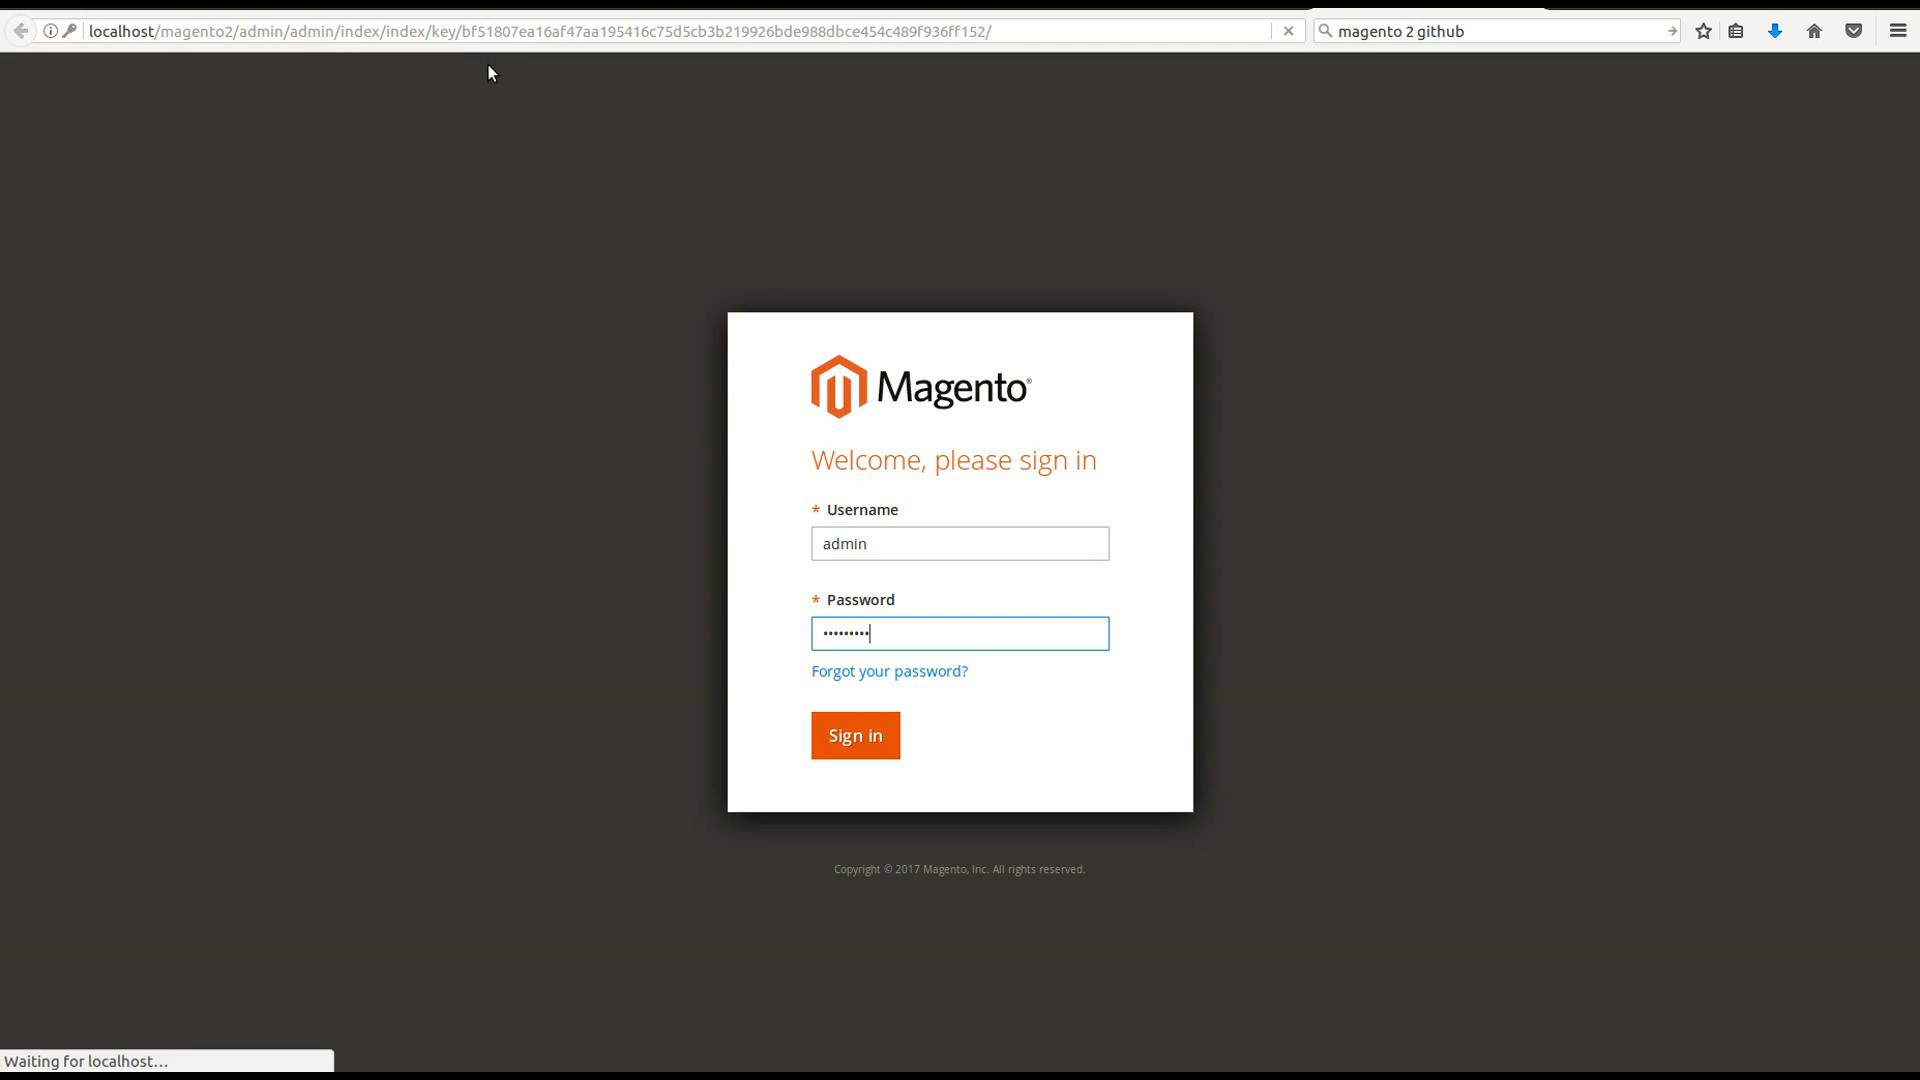 localhost/magento2/admin/admin/index/index/key/bf51807ea16af47aa195416c75d5cb3b219926bde988dbce454c489f936ff152/
magento 2 github
Magento®
Welcome, please sign in
* Username
admin
* Password
•••••••••
Forgot your password?
Sign in
Copyright © 2017 Magento, Inc. All rights reserved.
Waiting for localhost...